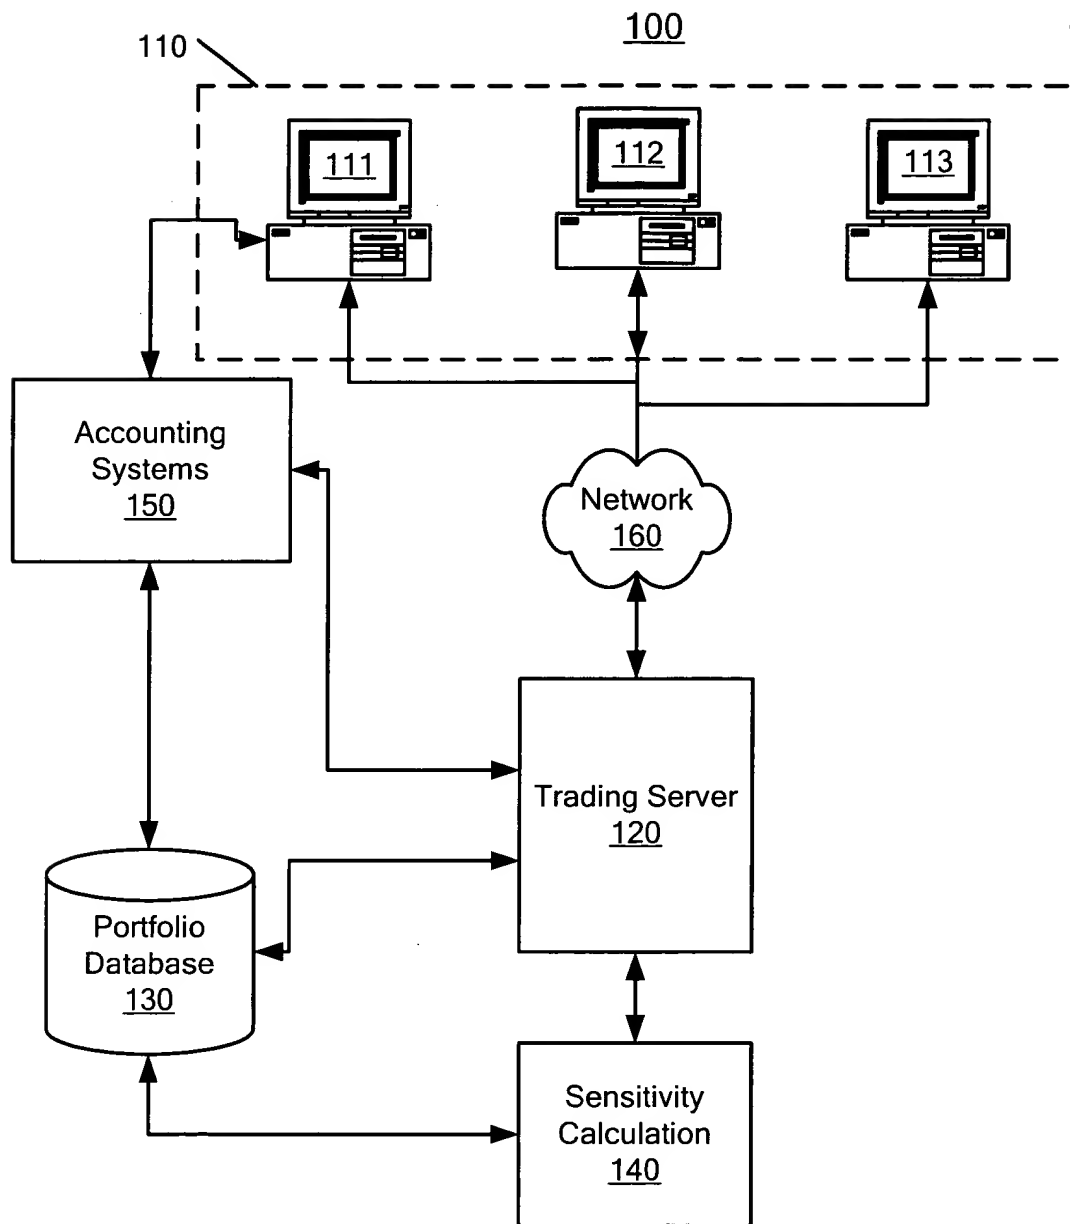 100
110
111
112
113
Accounting
Systems
150
Network
160
Trading Server
120
Portfolio
Database
130
Sensitivity
Calculation
140